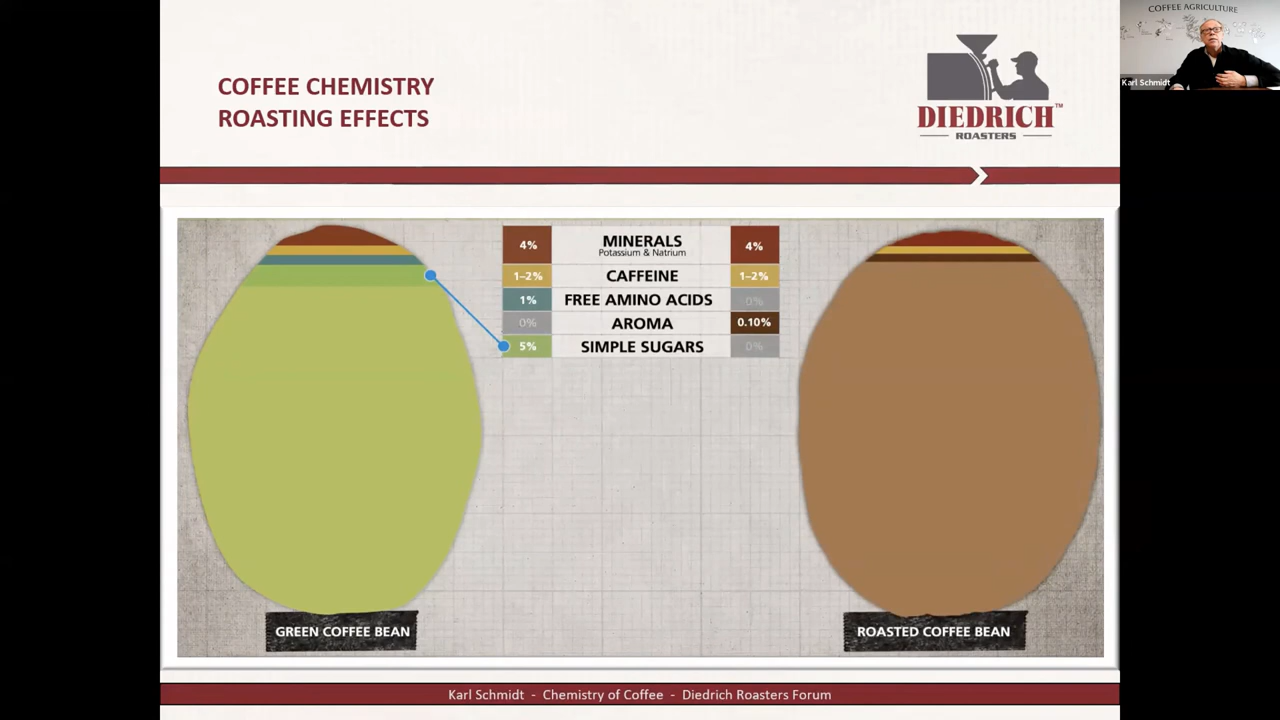 COFFEE CHEMISTRY
ROASTING EFFECTS
DIEDRICH™
ROASTERS
COFFEE AGRICULTURE
Karl Schmidt
4% MINERALS 4%
Potassium & Natrium
1–2% CAFFEINE 1–2%
1% FREE AMINO ACIDS 0%
0% AROMA 0.10%
5% SIMPLE SUGARS 0%
GREEN COFFEE BEAN
ROASTED COFFEE BEAN
Karl Schmidt - Chemistry of Coffee - Diedrich Roasters Forum